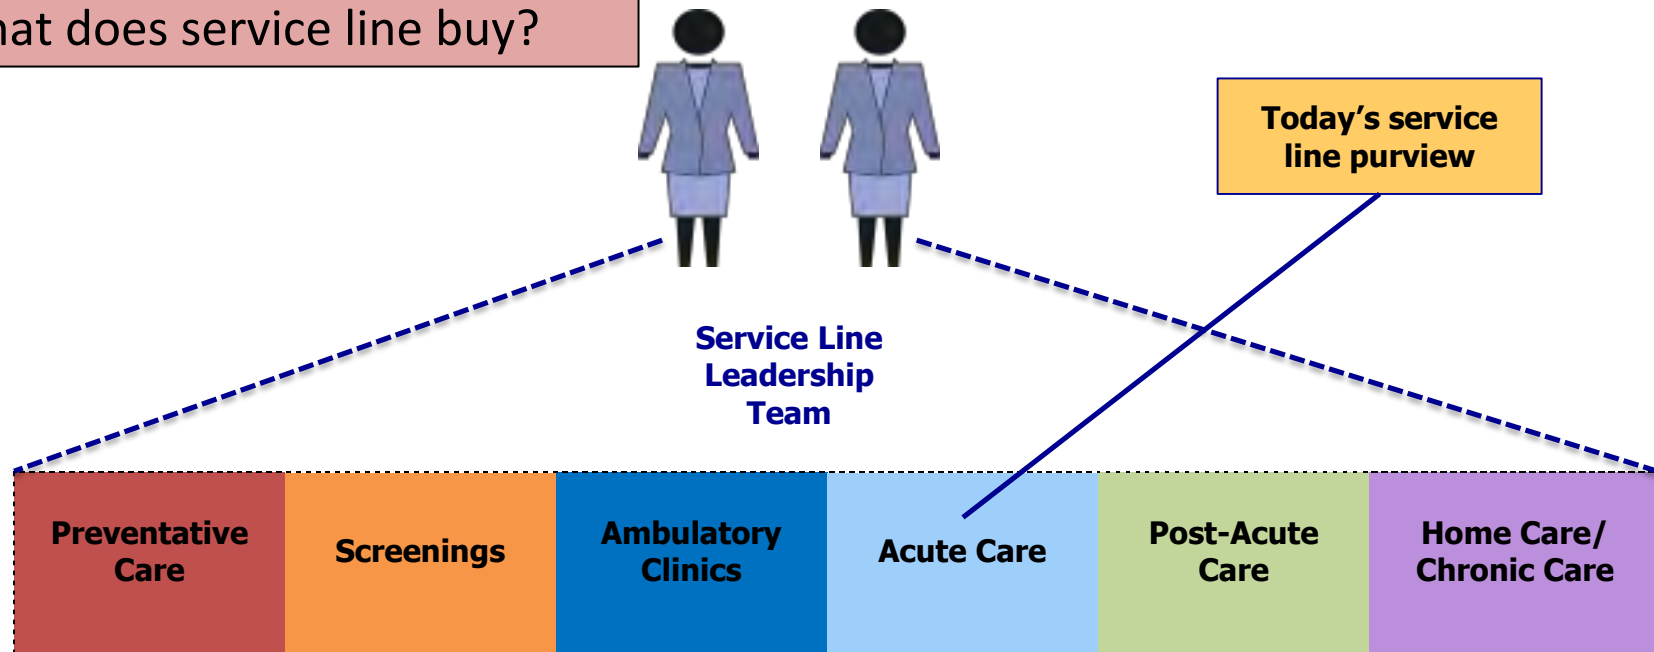 does service line buy?
Today’s service
line purview
Service Line
Leadership
Team
Preventative
Care
Screenings
Ambulatory
Clinics
Acute Care
Post-Acute
Care
Home Care/
Chronic Care